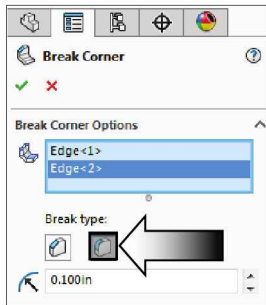 Break Corner
Break Corner Options
Edge<1>
Edge<2>
Break type:
0.100in